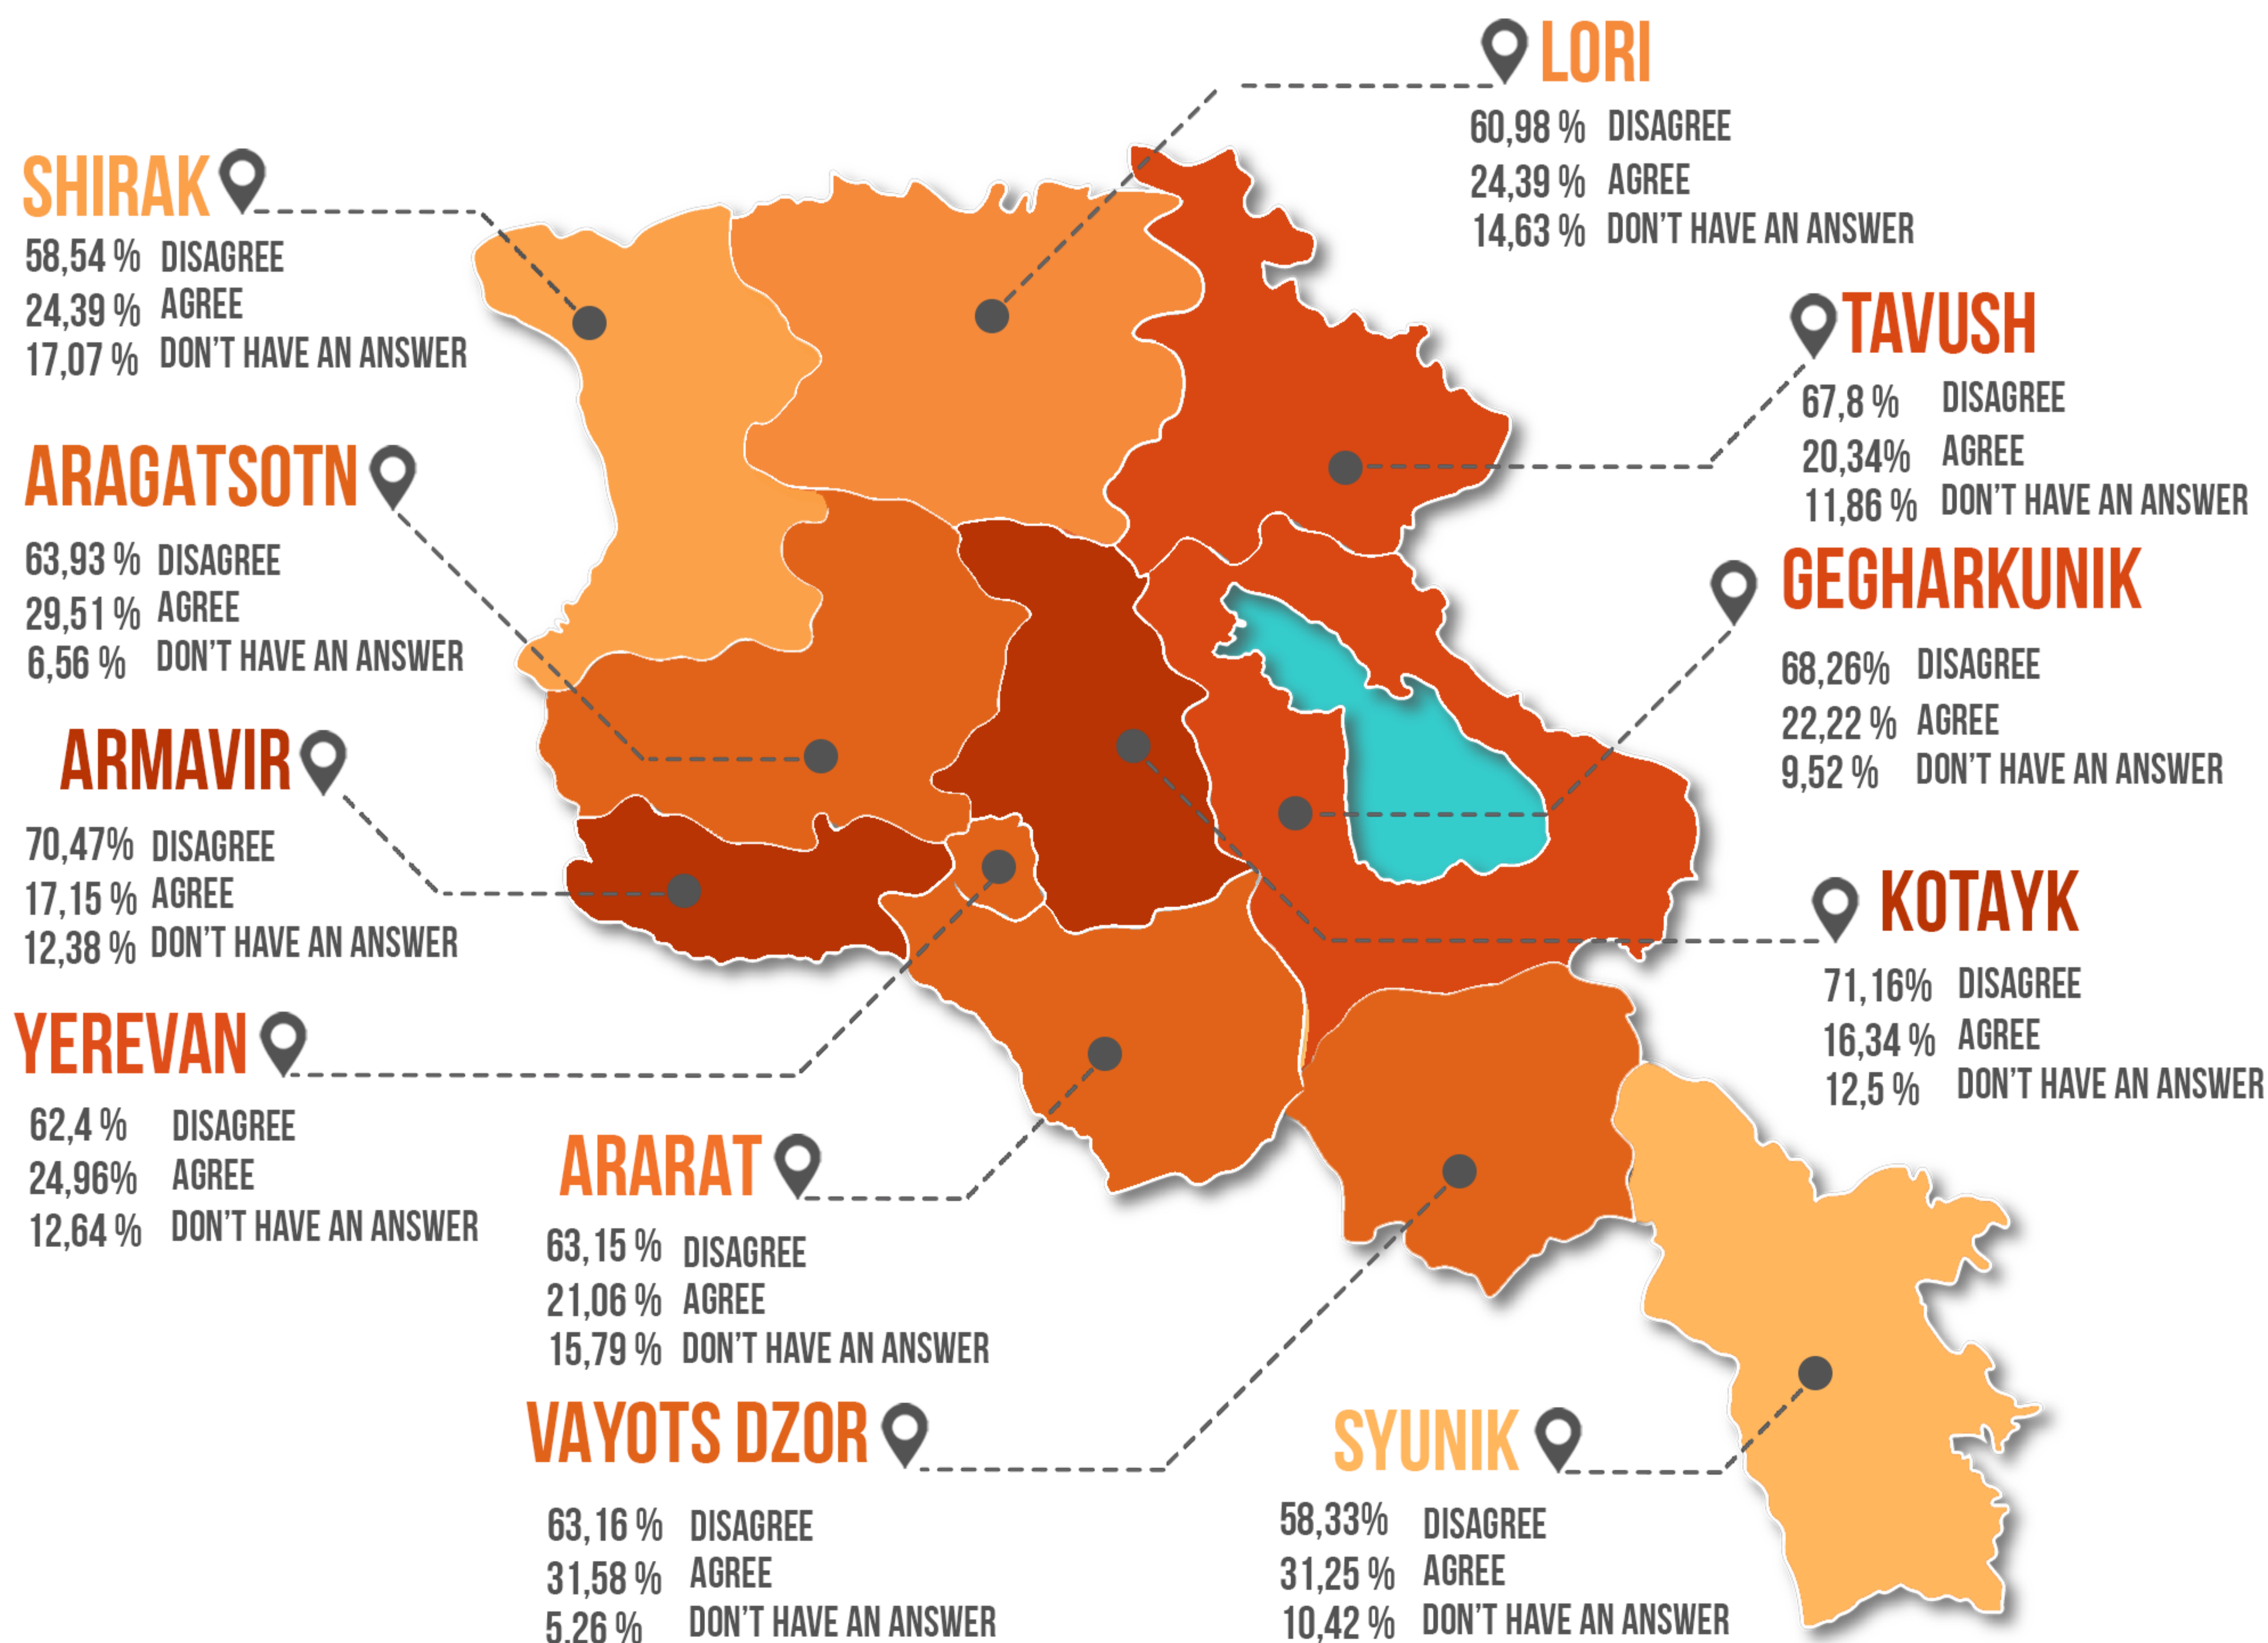 LORI
60,98 % DISAGREE
24,39 % AGREE
14,63 % DON'T HAVE AN ANSWER
SHIRAK
58,54 % DISAGREE
24,39 % AGREE
17,07 % DON'T HAVE AN ANSWER
TAVUSH
67,8 % DISAGREE
20,34% AGREE
11,86 % DON'T HAVE AN ANSWER
ARAGATSOTN
63,93 % DISAGREE
29,51 % AGREE
6,56 % DON'T HAVE AN ANSWER
GEGHARKUNIK
68,26% DISAGREE
22,22 % AGREE
9,52 % DON'T HAVE AN ANSWER
ARMAVIR
70,47% DISAGREE
17,15 % AGREE
12,38 % DON'T HAVE AN ANSWER
KOTAYK
71,16% DISAGREE
16,34 % AGREE
12,5 % DON'T HAVE AN ANSWER
YEREVAN
62,4 % DISAGREE
24,96% AGREE
12,64 % DON'T HAVE AN ANSWER
ARARAT
63,15 % DISAGREE
21,06 % AGREE
15,79 % DON'T HAVE AN ANSWER
VAYOTS DZOR
63,16 % DISAGREE
31,58 % AGREE
5,26 % DON'T HAVE AN ANSWER
SYUNIK
58,33% DISAGREE
31,25 % AGREE
10,42 % DON'T HAVE AN ANSWER